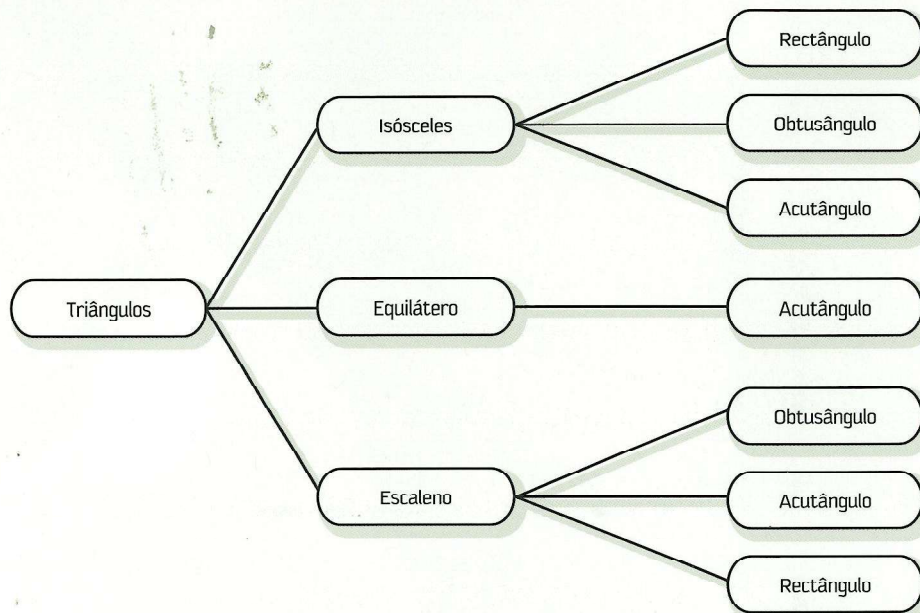 Triângulos
Isósceles
Rectângulo
Obtusângulo
Acutângulo
Equilátero
Acutângulo
Escaleno
Obtusângulo
Acutângulo
Rectângulo